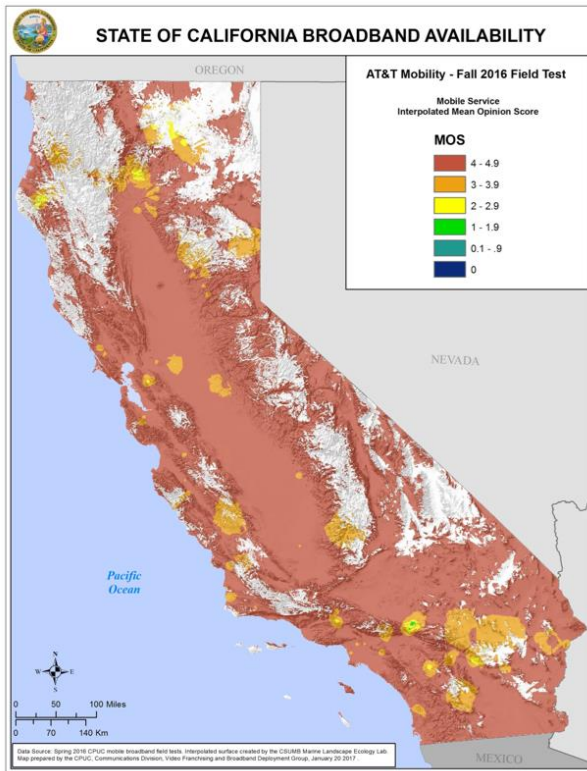 STATE OF CALIFORNIA BROADBAND AVAILABILITY
OREGON
AT&T Mobility - Fall 2016 Field Test
Mobile Service
Interpolated Mean Opinion Score
MOS
4 - 4.9
3 - 3.9
2 - 2.9
1 - 1.9
0.1 - .9
0
NEVADA
Pacific
Ocean
N
W E
S
0 50 100 Miles
0 70 140 Km
MEXICO
Data Source: Spring 2016 CPUC mobile broadband field tests. Interpolated surface created by the CSUMB Marine Landscape Ecology Lab.
Map prepared by the CPUC, Communications Division, Video Franchising and Broadband Deployment Group, January 20 2017.